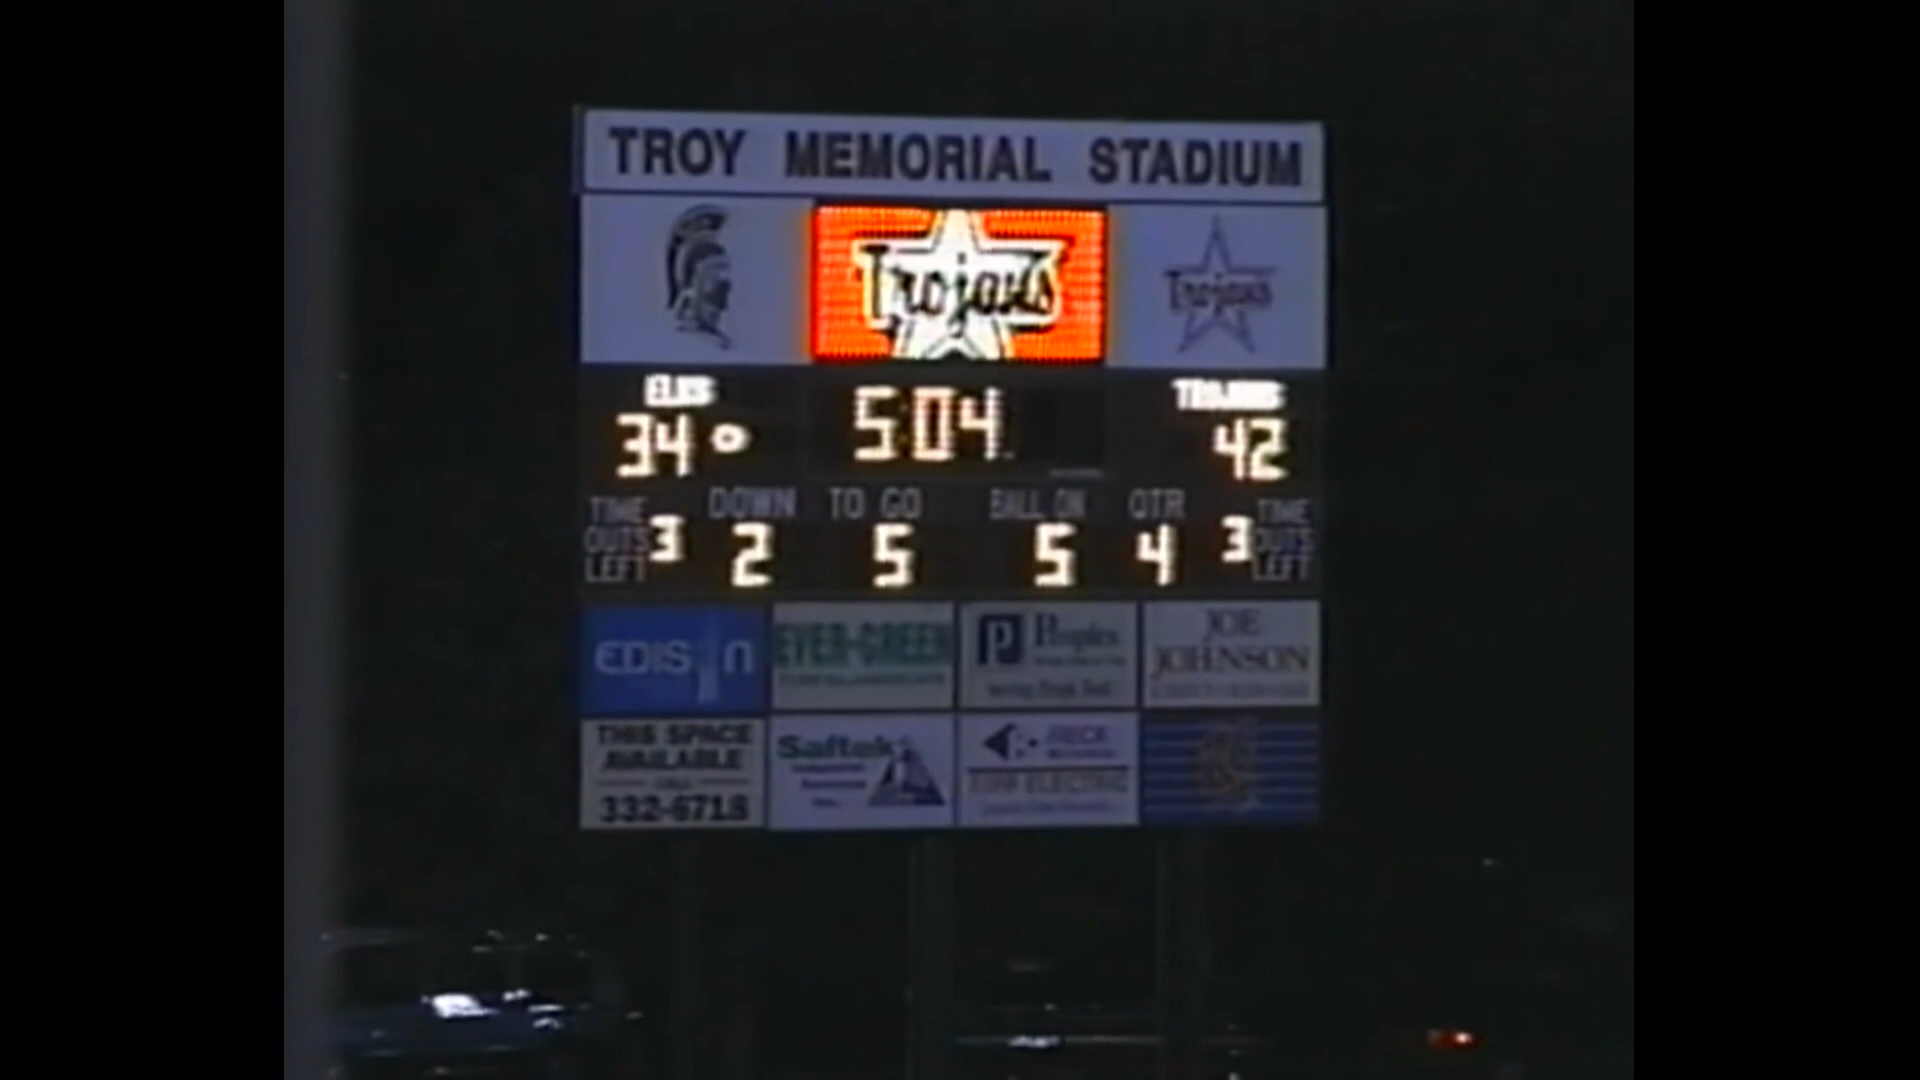 TROY MEMORIAL STADIUM
Trojans
Trojans
ELKS
TROJANS
34
5:04
42
TIME OUTS LEFT
DOWN
TO GO
BALL ON
QTR
TIME OUTS LEFT
3
2
5
5
4
3
EDISON
EVER-GREEN
Peoples
JOE
JOHNSON
THIS SPACE
AVAILABLE
CALL
332-6718
Saftek
ELECTRIC